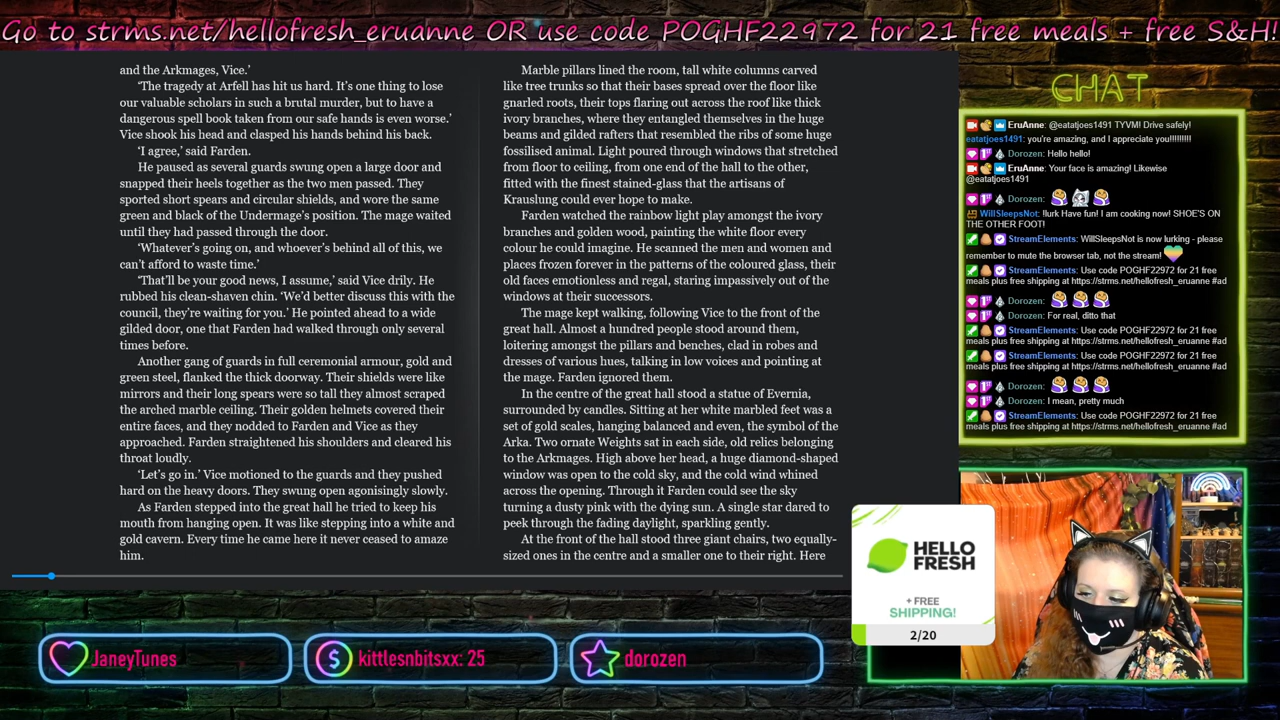 Go to strms.net/hellofresh_eruanne OR use code POGHF22972 for 21 free meals + free S&H!
and the Arkmages, Vice.’
‘The tragedy at Arfell has hit us hard. It’s one thing to lose
our valuable scholars in such a brutal murder, but to have a
dangerous spell book taken from our safe hands is even worse.’
Vice shook his head and clasped his hands behind his back.
‘I agree,’ said Farden.
He paused as several guards swung open a large door and
snapped their heels together as the two men passed. They
sported short spears and circular shields, and wore the same
green and black of the Undermage’s position. The mage waited
until they had passed through the door.
‘Whatever’s going on, and whoever’s behind all of this, we
can’t afford to waste time.’
‘That’ll be your good news, I assume,’ said Vice drily. He
rubbed his clean-shaven chin. ‘We’d better discuss this with the
council, they’re waiting for you.’ He pointed ahead to a wide
gilded door, one that Farden had walked through only several
times before.
Another gang of guards in full ceremonial armour, gold and
green steel, flanked the thick doorway. Their shields were like
mirrors and their long spears were so tall they almost scraped
the arched marble ceiling. Their golden helmets covered their
entire faces, and they nodded to Farden and Vice as they
approached. Farden straightened his shoulders and cleared his
throat loudly.
‘Let’s go in.’ Vice motioned to the guards and they pushed
hard on the heavy doors. They swung open agonisingly slowly.
As Farden stepped into the great hall he tried to keep his
mouth from hanging open. It was like stepping into a white and
gold cavern. Every time he came here it never ceased to amaze
him.
Marble pillars lined the room, tall white columns carved
like tree trunks so that their bases spread over the floor like
gnarled roots, their tops flaring out across the roof like thick
ivory branches, where they entangled themselves in the huge
beams and gilded rafters that resembled the ribs of some huge
fossilised animal. Light poured through windows that stretched
from floor to ceiling, from one end of the hall to the other,
fitted with the finest stained-glass that the artisans of
Krauslung could ever hope to make.
Farden watched the rainbow light play amongst the ivory
branches and golden wood, painting the white floor every
colour he could imagine. He scanned the men and women and
places frozen forever in the patterns of the coloured glass, their
old faces emotionless and regal, staring impassively out of the
windows at their successors.
The mage kept walking, following Vice to the front of the
great hall. Almost a hundred people stood around them,
loitering amongst the pillars and benches, clad in robes and
dresses of various hues, talking in low voices and pointing at
the mage. Farden ignored them.
In the centre of the great hall stood a statue of Evernia,
surrounded by candles. Sitting at her white marbled feet was a
set of gold scales, hanging balanced and even, the symbol of the
Arka. Two ornate Weights sat in each side, old relics belonging
to the Arkmages. High above her head, a huge diamond-shaped
window was open to the cold sky, and the cold wind whined
across the opening. Through it Farden could see the sky
turning a dusty pink with the dying sun. A single star dared to
peek through the fading daylight, sparkling gently.
At the front of the hall stood three giant chairs, two equally-
sized ones in the centre and a smaller one to their right. Here
CHAT
EruAnne: @eatatjoes1491 TYVM! Drive safely!
eatatjoes1491: you're amazing, and I appreciate you!!!!!!!!!
Dorozen: Hello hello!
EruAnne: Your face is amazing! Likewise
@eatatjoes1491
Dorozen:
WillSleepsNot: !lurk Have fun! I am cooking now! SHOE'S ON
THE OTHER FOOT!
StreamElements: WillSleepsNot is now lurking - please
remember to mute the browser tab, not the stream!
StreamElements: Use code POGHF22972 for 21 free
meals plus free shipping at https://strms.net/hellofresh_eruanne #ad
Dorozen:
Dorozen: For real, ditto that
StreamElements: Use code POGHF22972 for 21 free
meals plus free shipping at https://strms.net/hellofresh_eruanne #ad
StreamElements: Use code POGHF22972 for 21 free
meals plus free shipping at https://strms.net/hellofresh_eruanne #ad
Dorozen:
Dorozen: I mean, pretty much
StreamElements: Use code POGHF22972 for 21 free
meals plus free shipping at https://strms.net/hellofresh_eruanne #ad
HELLO
FRESH
+ FREE
SHIPPING!
2/20
JaneyTunes
kittlesnbitsxx: 25
dorozen